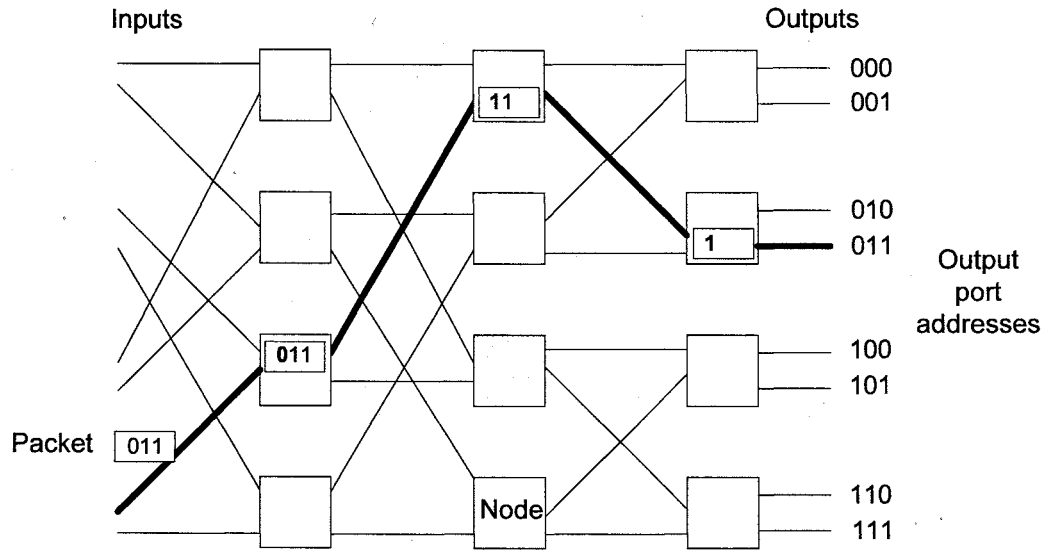 Inputs
Outputs
000
11
001
010
1
011
Output
port
addresses
011
100
101
Packet
011
110
Node
111